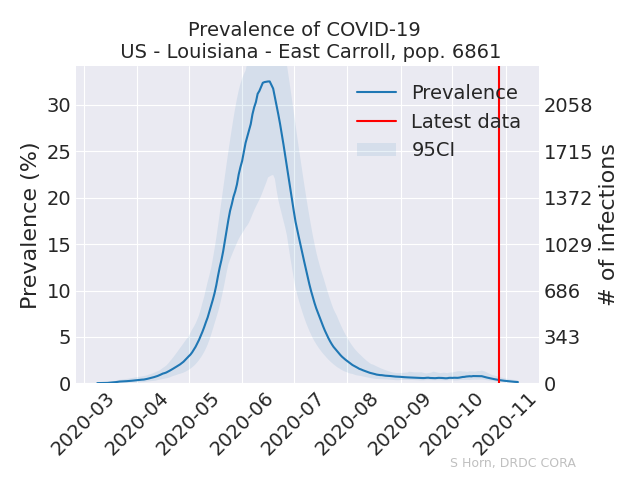 Prevalence of COVID-19
US - Louisiana - East Carroll, pop. 6861
Prevalence (%)
30
25
20
15
10
5
0
Prevalence
Latest data
95CI
2058
1715
1372
1029
686
343
0
# of infections
2020-03
2020-04
2020-05
2020-06
2020-07
2020-08
2020-09
2020-10
2020-11
S Horn, DRDC CORA